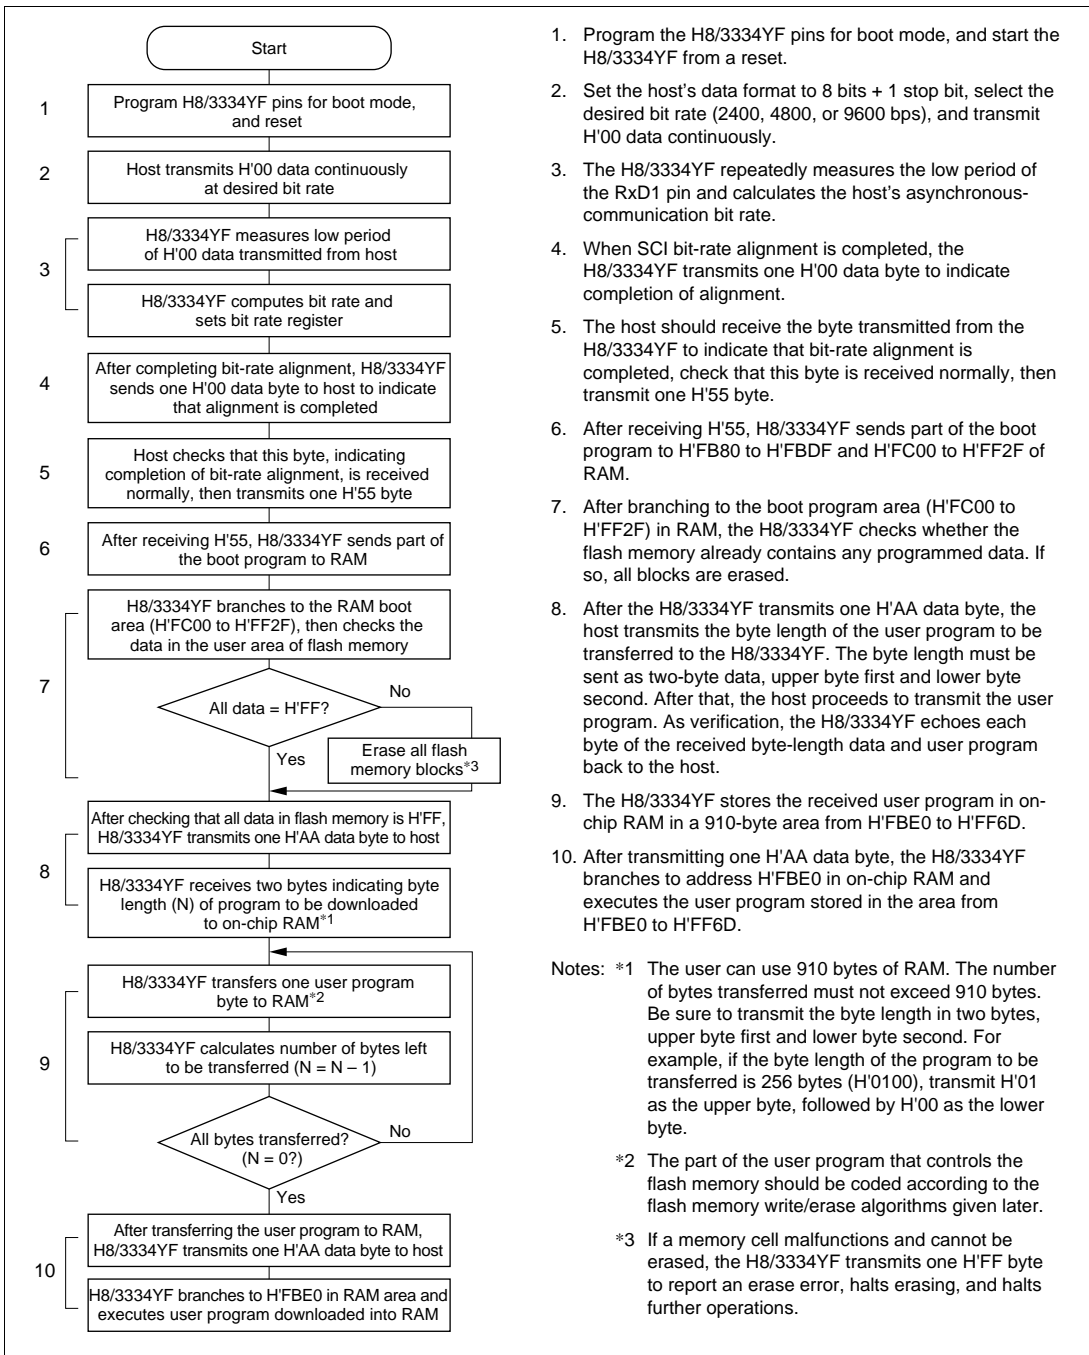 Start
1
Program H8/3334YF pins for boot mode,
and reset
2
Host transmits H'00 data continuously
at desired bit rate
3
H8/3334YF measures low period
of H'00 data transmitted from host
H8/3334YF computes bit rate and
sets bit rate register
4
After completing bit-rate alignment, H8/3334YF
sends one H'00 data byte to host to indicate
that alignment is completed
5
Host checks that this byte, indicating
completion of bit-rate alignment, is received
normally, then transmits one H'55 byte
6
After receiving H'55, H8/3334YF sends part of
the boot program to RAM
7
H8/3334YF branches to the RAM boot
area (H'FC00 to H'FF2F), then checks the
data in the user area of flash memory
All data = H'FF?
No
Yes
Erase all flash
memory blocks*3
8
After checking that all data in flash memory is H'FF,
H8/3334YF transmits one H'AA data byte to host
H8/3334YF receives two bytes indicating byte
length (N) of program to be downloaded
to on-chip RAM*1
9
H8/3334YF transfers one user program
byte to RAM*2
H8/3334YF calculates number of bytes left
to be transferred (N = N – 1)
All bytes transferred?
(N = 0?)
No
Yes
10
After transferring the user program to RAM,
H8/3334YF transmits one H'AA data byte to host
H8/3334YF branches to H'FBE0 in RAM area and
executes user program downloaded into RAM
1. Program the H8/3334YF pins for boot mode, and start the
H8/3334YF from a reset.
2. Set the host's data format to 8 bits + 1 stop bit, select the
desired bit rate (2400, 4800, or 9600 bps), and transmit
H'00 data continuously.
3. The H8/3334YF repeatedly measures the low period of
the RxD1 pin and calculates the host's asynchronous-
communication bit rate.
4. When SCI bit-rate alignment is completed, the
H8/3334YF transmits one H'00 data byte to indicate
completion of alignment.
5. The host should receive the byte transmitted from the
H8/3334YF to indicate that bit-rate alignment is
completed, check that this byte is received normally, then
transmit one H'55 byte.
6. After receiving H'55, H8/3334YF sends part of the boot
program to H'FB80 to H'FBDF and H'FC00 to H'FF2F of
RAM.
7. After branching to the boot program area (H'FC00 to
H'FF2F) in RAM, the H8/3334YF checks whether the
flash memory already contains any programmed data. If
so, all blocks are erased.
8. After the H8/3334YF transmits one H'AA data byte, the
host transmits the byte length of the user program to be
transferred to the H8/3334YF. The byte length must be
sent as two-byte data, upper byte first and lower byte
second. After that, the host proceeds to transmit the user
program. As verification, the H8/3334YF echoes each
byte of the received byte-length data and user program
back to the host.
9. The H8/3334YF stores the received user program in on-
chip RAM in a 910-byte area from H'FBE0 to H'FF6D.
10. After transmitting one H'AA data byte, the H8/3334YF
branches to address H'FBE0 in on-chip RAM and
executes the user program stored in the area from
H'FBE0 to H'FF6D.
Notes: *1 The user can use 910 bytes of RAM. The number
of bytes transferred must not exceed 910 bytes.
Be sure to transmit the byte length in two bytes,
upper byte first and lower byte second. For
example, if the byte length of the program to be
transferred is 256 bytes (H'0100), transmit H'01
as the upper byte, followed by H'00 as the lower
byte.
*2 The part of the user program that controls the
flash memory should be coded according to the
flash memory write/erase algorithms given later.
*3 If a memory cell malfunctions and cannot be
erased, the H8/3334YF transmits one H'FF byte
to report an erase error, halts erasing, and halts
further operations.